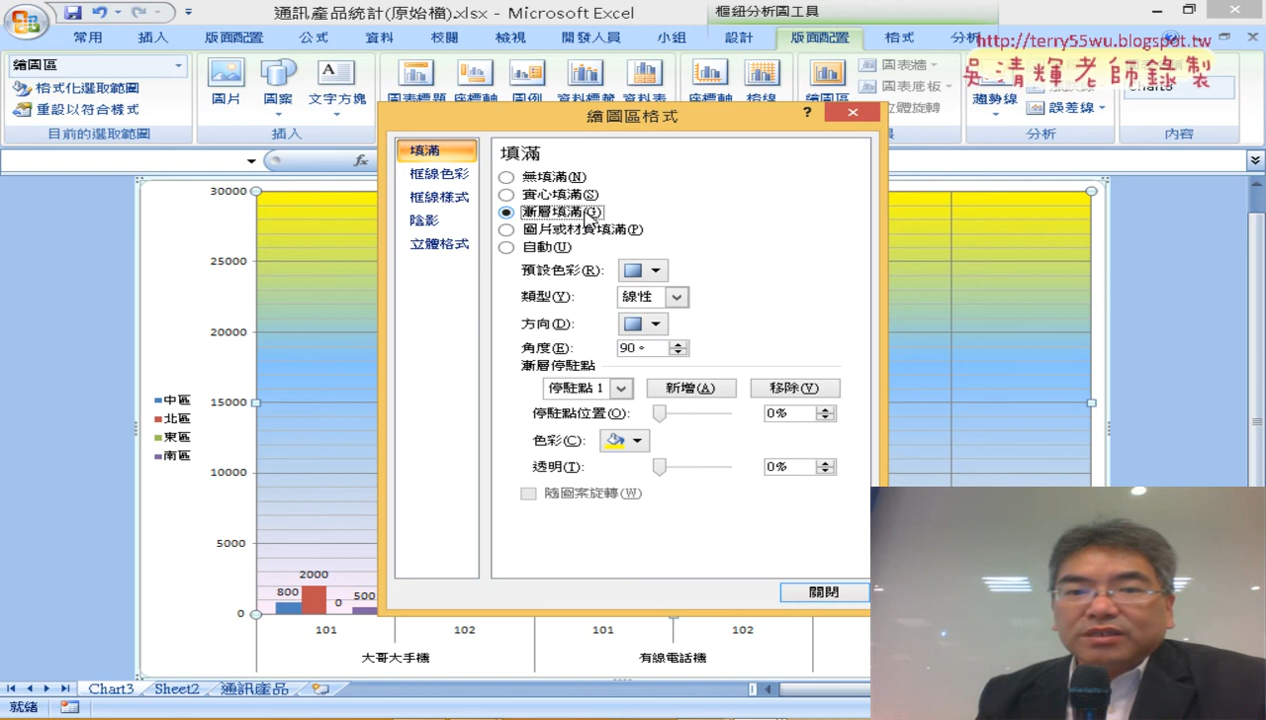 通訊產品統計(原始檔).xlsx - Microsoft Excel
樞紐分析圖工具
常用 插入 版面配置 公式 資料 校閱 檢視 開發人員 小組 設計 版面配置 格式 分析
http://terry55wu.blogspot.tw
吳清輝老師錄製
繪圖區
格式化選取範圍
重設以符合樣式
目前的選取範圍
圖片 圖案 文字方塊
插入
圖表標題 座標軸 圖例 資料標籤 資料表 座標軸 格線 繪圖區
圖表牆
圖表底板
立體旋轉
趨勢線
誤差線
分析
Chart3
內容
繪圖區格式
?
fx
填滿
框線色彩
框線樣式
陰影
立體格式
填滿
無填滿(N)
實心填滿(S)
漸層填滿(G)
圖片或材質填滿(P)
自動(U)
預設色彩(R):
類型(Y): 線性
方向(D):
角度(E): 90°
漸層停駐點
停駐點 1 新增(A) 移除(V)
停駐點位置(O): 0%
色彩(C):
透明(T): 0%
隨圖案旋轉(W)
關閉
30000
25000
20000
15000
10000
5000
0
中區
北區
東區
南區
800 2000 0 500
101 102 101 102
大哥大手機 有線電話機
Chart3 Sheet2 通訊產品
就緒